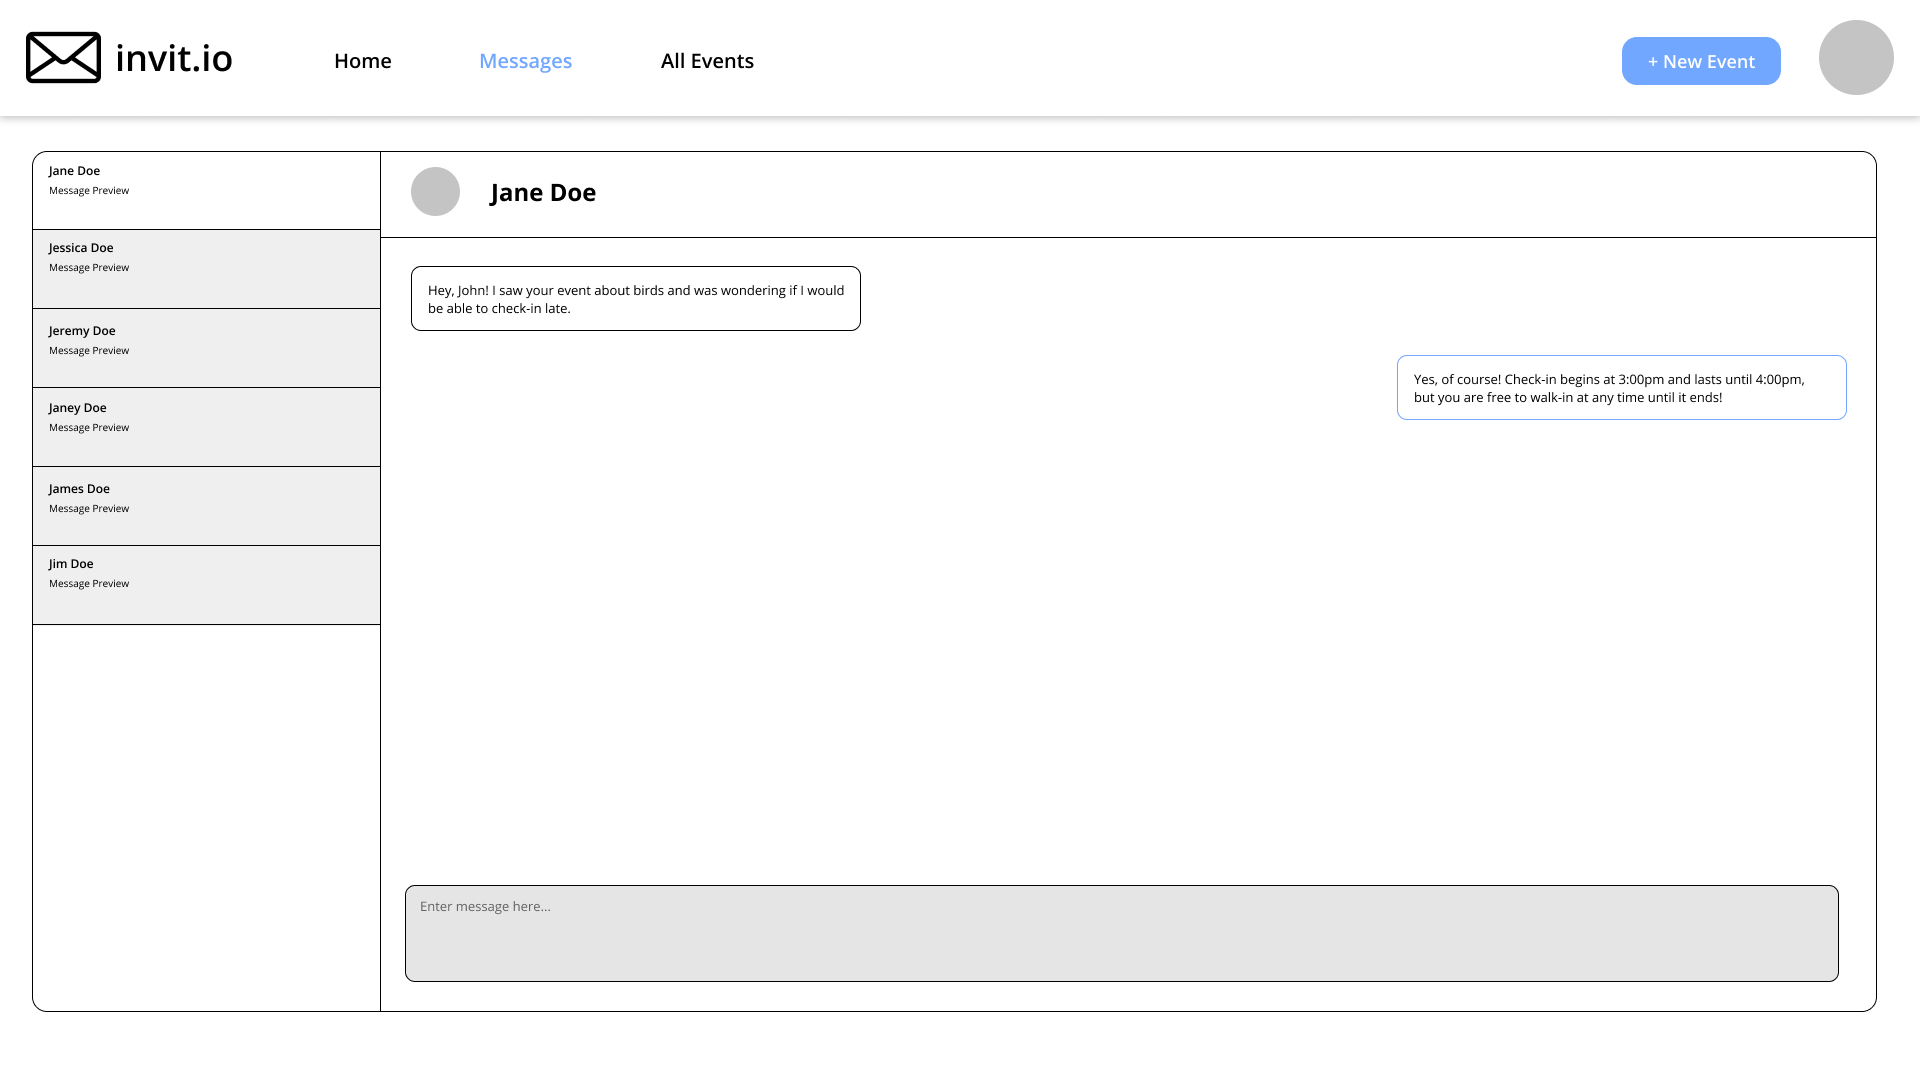 invit.io
Home
Messages
All Events
+ New Event
Jane Doe
Message Preview
Jessica Doe
Message Preview
Jeremy Doe
Message Preview
Janey Doe
Message Preview
James Doe
Message Preview
Jim Doe
Message Preview
Jane Doe
Hey, John! I saw your event about birds and was wondering if I would
be able to check-in late.
Yes, of course! Check-in begins at 3:00pm and lasts until 4:00pm,
but you are free to walk-in at any time until it ends!
Enter message here...